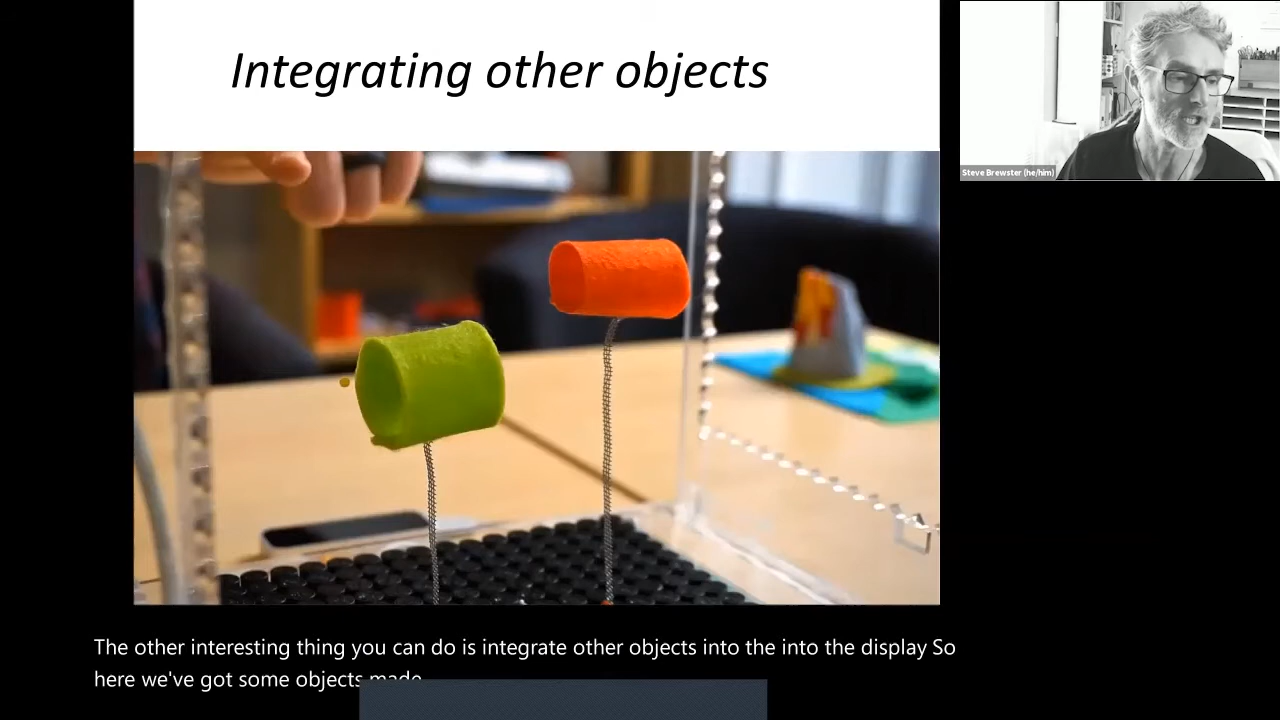 Integrating other objects
Steve Brewster (he/him)
The other interesting thing you can do is integrate other objects into the into the display So
here we've got some objects made